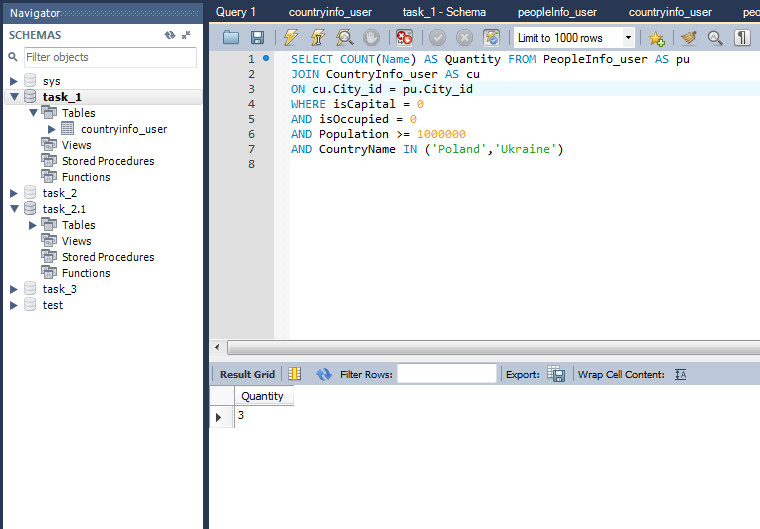 Navigator
SCHEMAS
Filter objects
sys
task_1
Tables
countryinfo_user
Views
Stored Procedures
Functions
task_2
task_2.1
Tables
Views
Stored Procedures
Functions
task_3
test
Query 1 countryinfo_user task_1 - Schema peopleInfo_user countryinfo_user
Limit to 1000 rows
1 SELECT COUNT(Name) AS Quantity FROM PeopleInfo_user AS pu
2 JOIN CountryInfo_user AS cu
3 ON cu.City_id = pu.City_id
4 WHERE isCapital = 0
5 AND isOccupied = 0
6 AND Population >= 1000000
7 AND CountryName IN ('Poland','Ukraine')
8
Result Grid Filter Rows: Export: Wrap Cell Content:
Quantity
3